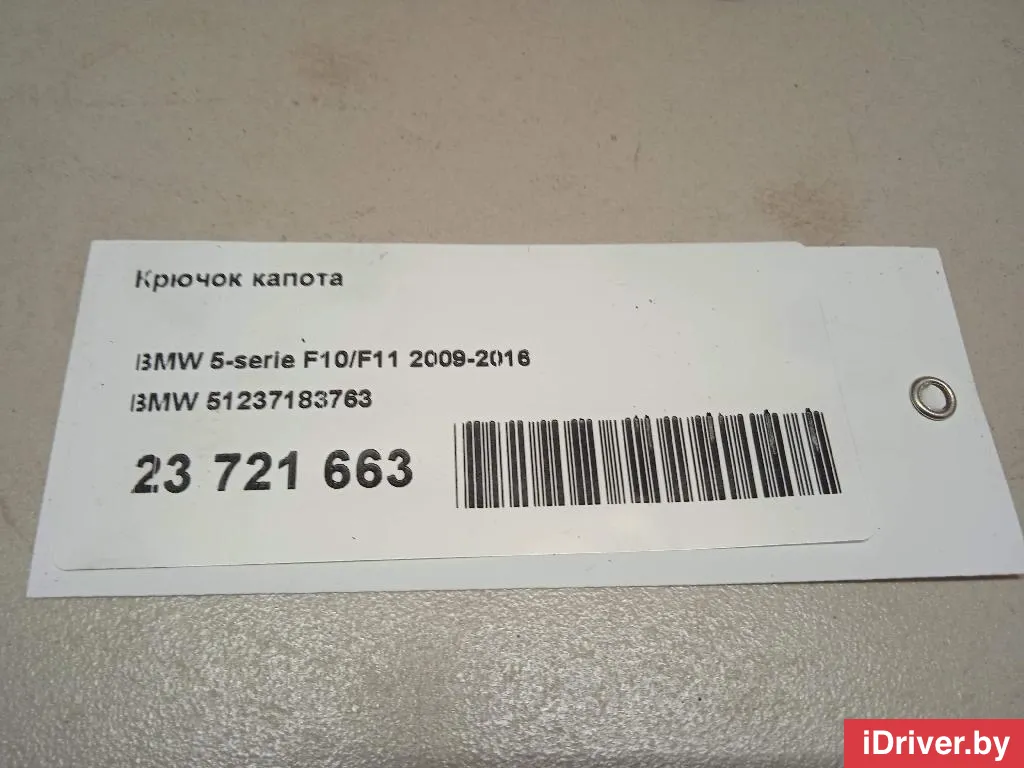 Крючок капота
BMW 5-serie F10/F11 2009-2016
BMW 51237183763
23 721 663
iDriver.by